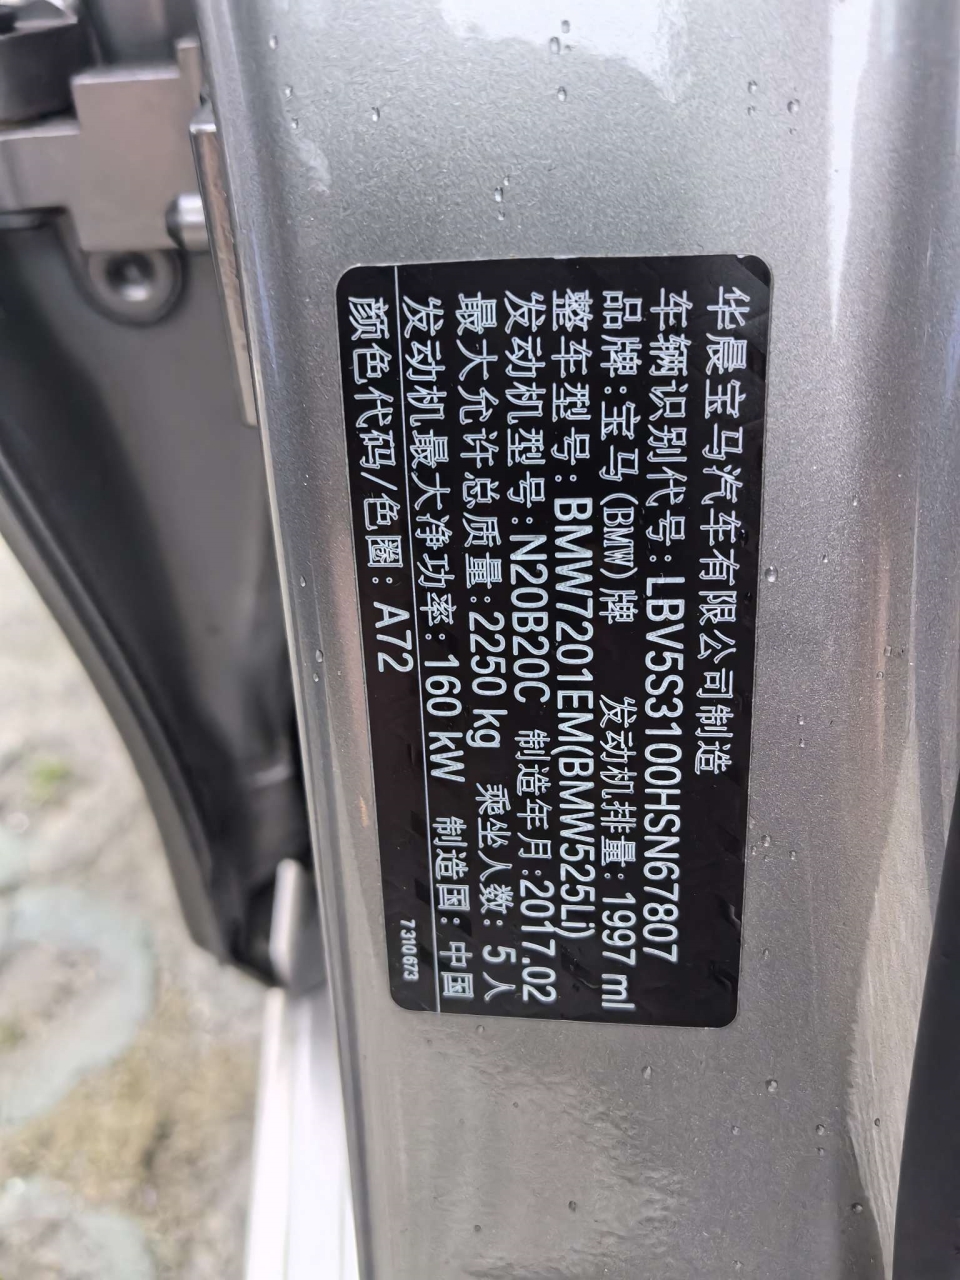 华晨宝马汽车有限公司制造
车辆识别代号:LBV5S3100HSN67807
品牌:宝马(BMW)牌 发动机排量:1997 ml
整车型号:BMW7201EM(BMW525Li)
发动机型号:N20B20C 制造年月:2017.02
最大允许总质量:2250 kg 乘坐人数: 5 人
发动机最大净功率:160 kW 制造国:中国
颜色代码/色圈: A72
7310673